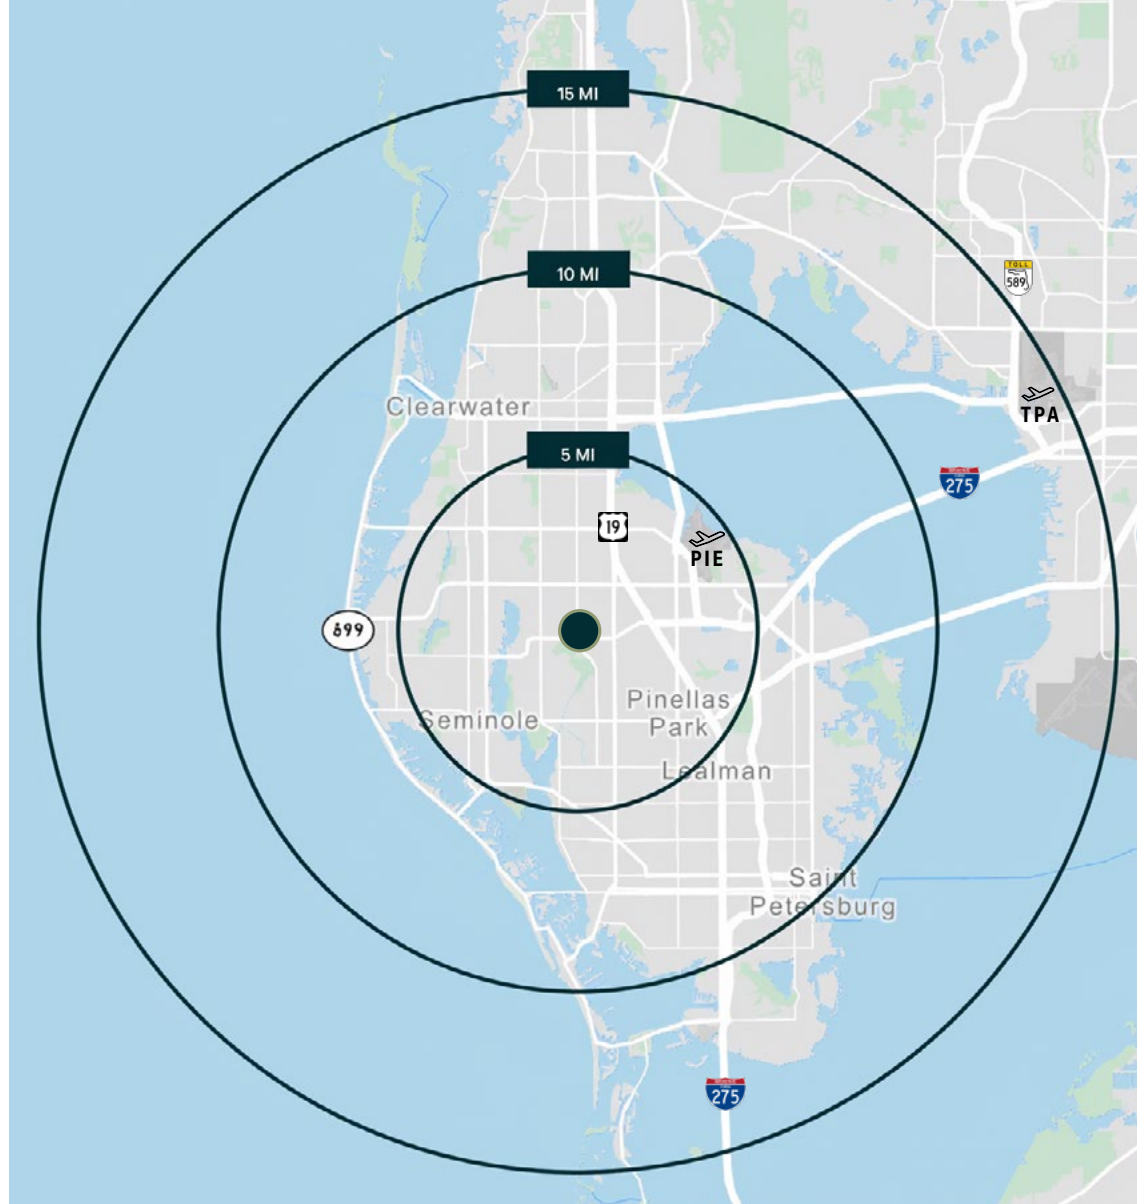 15 MI
10 MI
TOLL
589
TPA
Clearwater
5 MI
275
19
PIE
699
Pinellas
Park
Seminole
Lealman
Saint
Petersburg
275